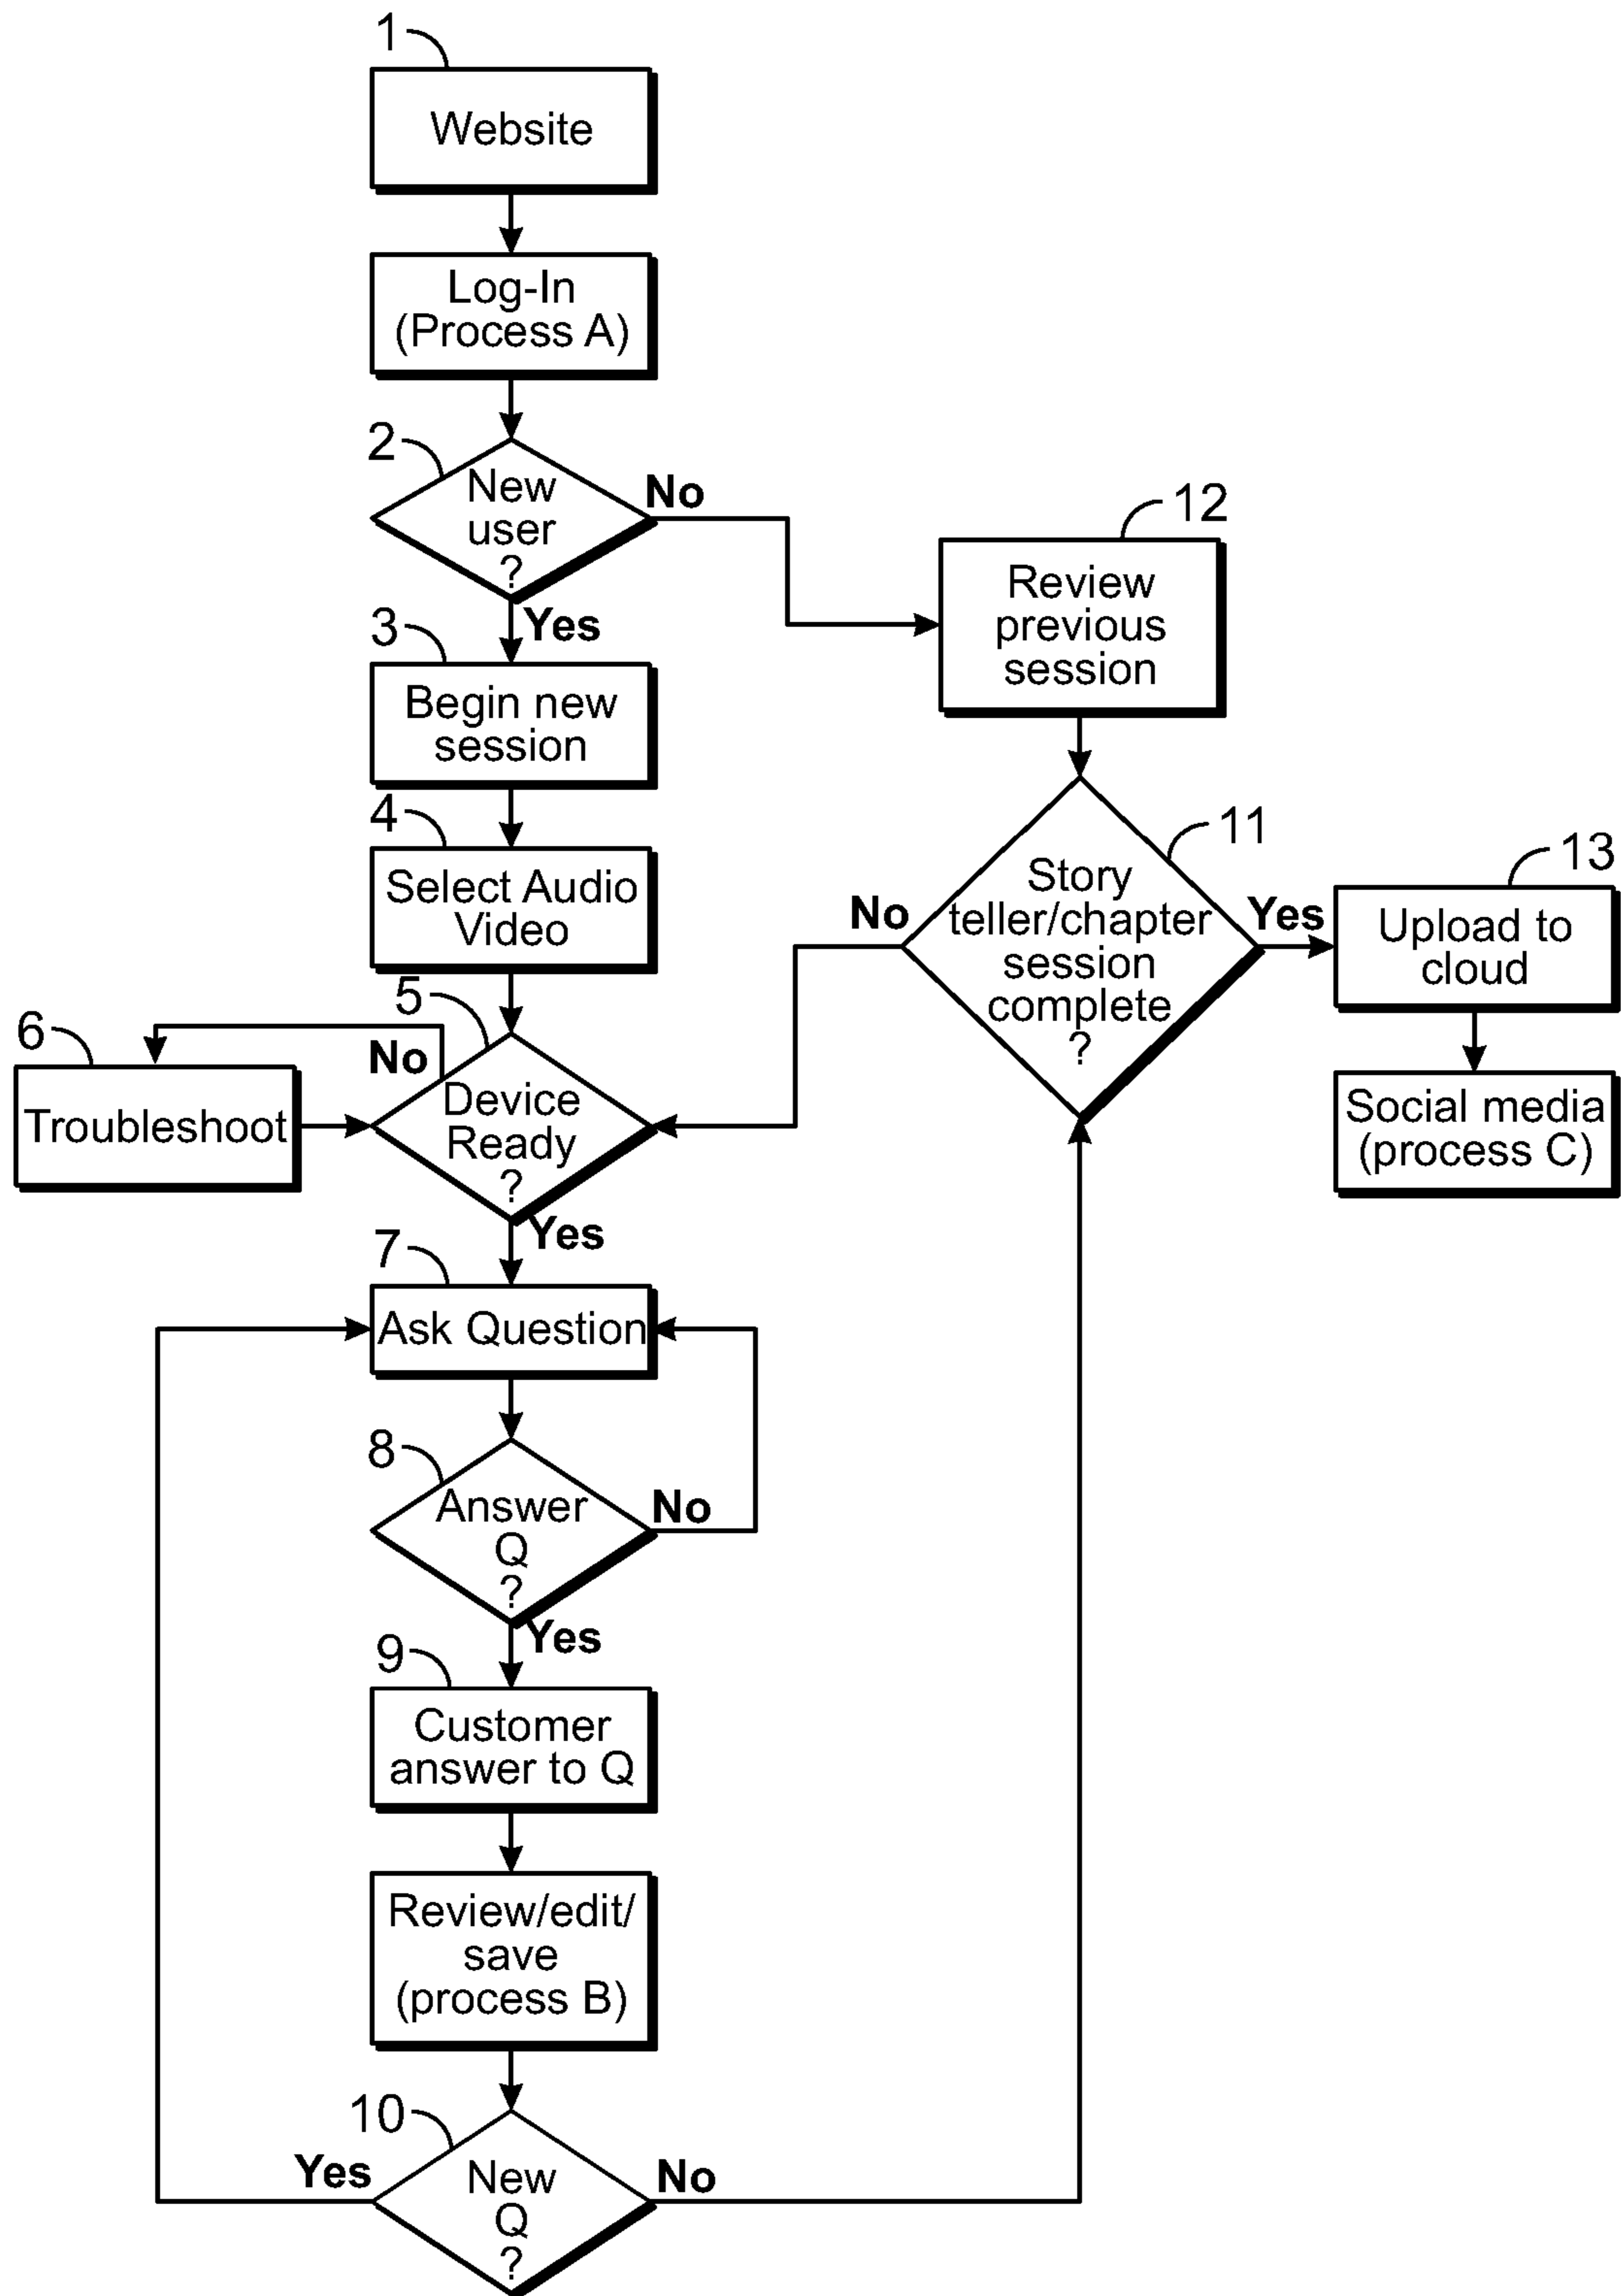 1
Website
Log-In
(Process A)
2
New
user
?
No
Yes
12
Review
previous
session
3
Begin new
session
4
Select Audio
Video
11
Story
teller/chapter
session
complete
?
No
Yes
13
Upload to
cloud
Social media
(process C)
5
Device
Ready
?
No
6
Troubleshoot
Yes
7
Ask Question
8
Answer
Q
?
No
Yes
9
Customer
answer to Q
Review/edit/
save
(process B)
10
New
Q
?
Yes
No